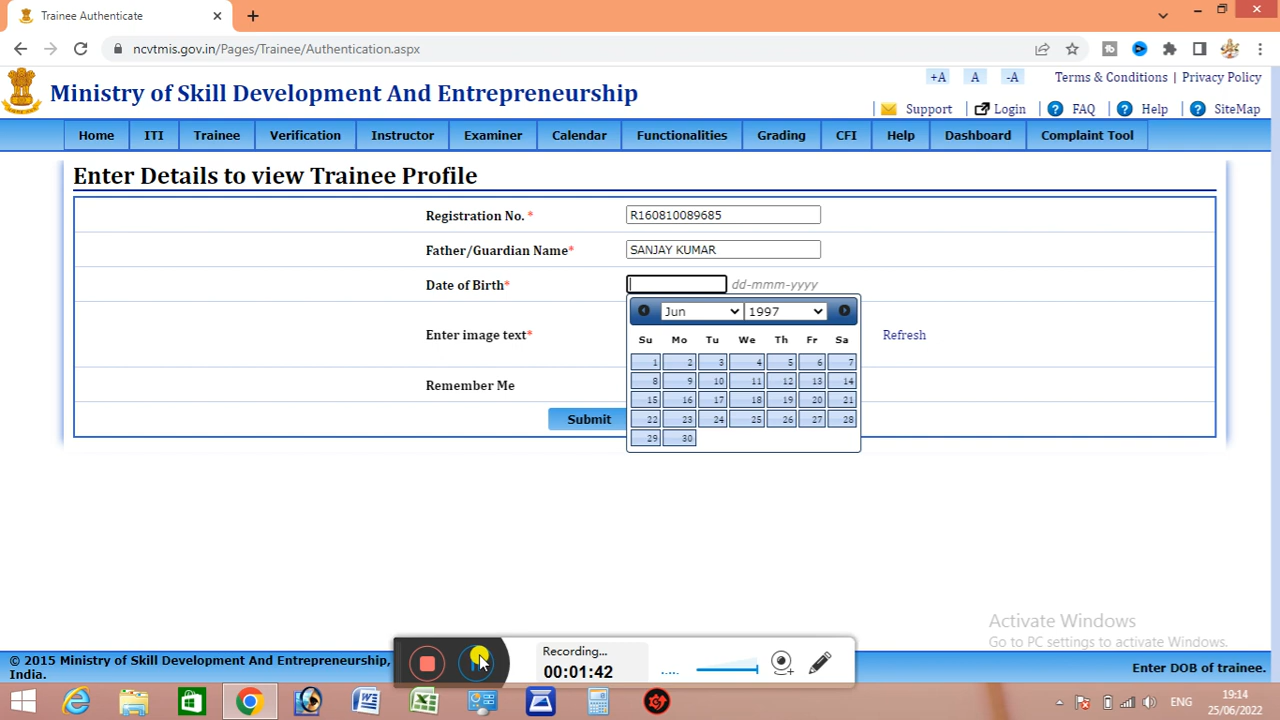 Trainee Authenticate
ncvtmis.gov.in/Pages/Trainee/Authentication.aspx
+A A -A Terms & Conditions | Privacy Policy
Ministry of Skill Development And Entrepreneurship
| Support | Login | FAQ | Help | SiteMap
Home ITI Trainee Verification Instructor Examiner Calendar Functionalities Grading CFI Help Dashboard Complaint Tool
Enter Details to view Trainee Profile
Registration No. * R160810089685
Father/Guardian Name* SANJAY KUMAR
Date of Birth* dd-mmm-yyyy
Jun 1997
Enter image text* Refresh
Su Mo Tu We Th Fr Sa
1 2 3 4 5 6 7
8 9 10 11 12 13 14
15 16 17 18 19 20 21
22 23 24 25 26 27 28
29 30
Remember Me
Submit
Activate Windows
Go to PC settings to activate Windows.
Recording...
00:01:42
© 2015 Ministry of Skill Development And Entrepreneurship,
India.
Enter DOB of trainee.
ENG
19:14
25/06/2022